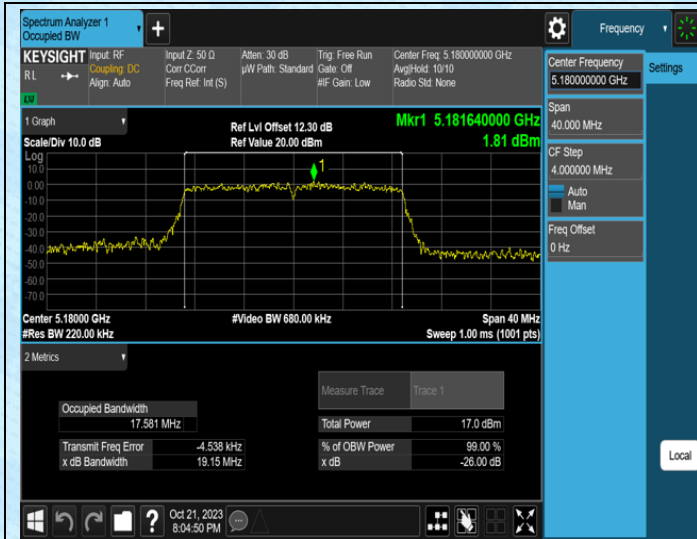 Spectrum Analyzer 1
Occupied BW
Frequency
KEYSIGHT
RL
LXI
Input: RF
Coupling: DC
Align: Auto
Input Z: 50 Ω
Corr CCorr
Freq Ref: Int (S)
Atten: 30 dB
µW Path: Standard
Trig: Free Run
Gate: Off
#IF Gain: Low
Center Freq: 5.180000000 GHz
Avg|Hold: 10/10
Radio Std: None
Center Frequency
5.180000000 GHz
Settings
Span
40.000 MHz
CF Step
4.000000 MHz
Auto
Man
Freq Offset
0 Hz
Local
1 Graph
Scale/Div 10.0 dB
Ref Lvl Offset 12.30 dB
Ref Value 20.00 dBm
Mkr1 5.181640000 GHz
1.81 dBm
Log
10.0
0.00
-10.0
-20.0
-30.0
-40.0
-50.0
-60.0
-70.0
1
Center 5.18000 GHz
#Res BW 220.00 kHz
#Video BW 680.00 kHz
Span 40 MHz
Sweep 1.00 ms (1001 pts)
2 Metrics
Measure Trace Trace 1
Occupied Bandwidth
17.581 MHz
Total Power 17.0 dBm
Transmit Freq Error -4.538 kHz
% of OBW Power 99.00 %
x dB Bandwidth 19.15 MHz
x dB -26.00 dB
Oct 21, 2023
8:04:50 PM